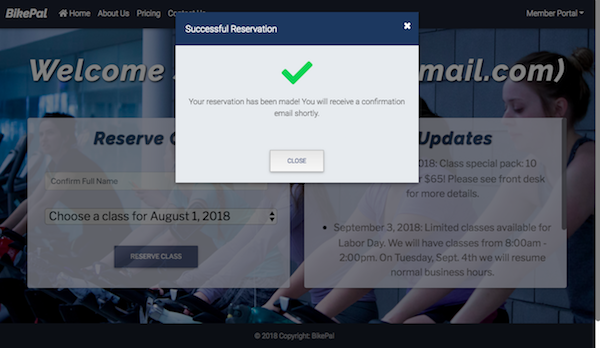 BikePal Home About Us Pricing Contact Us Member Portal
Successful Reservation
Your reservation has been made! You will receive a confirmation
email shortly.
CLOSE
Welcome mail.com)
Reserve
Confirm Full Name
Choose a class for August 1, 2018
RESERVE CLASS
Updates
2018: Class special pack: 10
$65! Please see front desk
for more details.
September 3, 2018: Limited classes available for
Labor Day. We will have classes from 8:00am -
2:00pm. On Tuesday, Sept. 4th we will resume
normal business hours.
© 2018 Copyright: BikePal